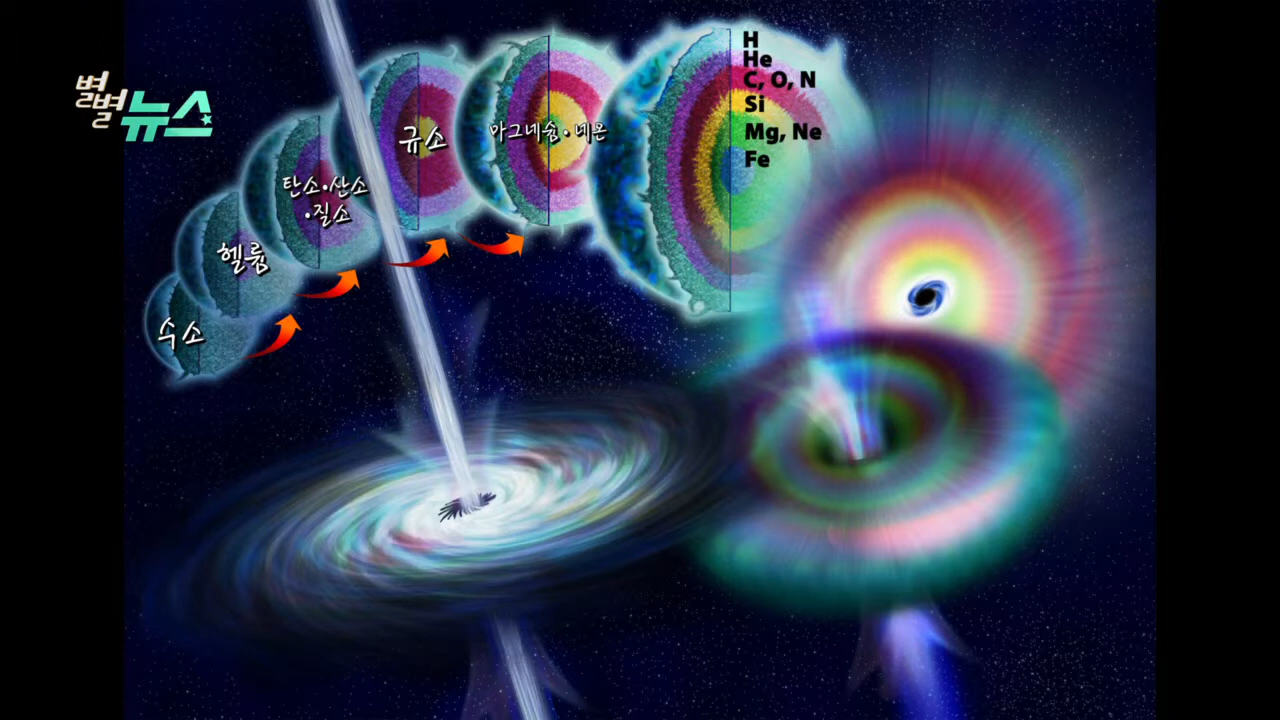 별별뉴스
수소
헬륨
탄소•산소
•질소
규소
마그네슘•네온
H
He
C, O, N
Si
Mg, Ne
Fe